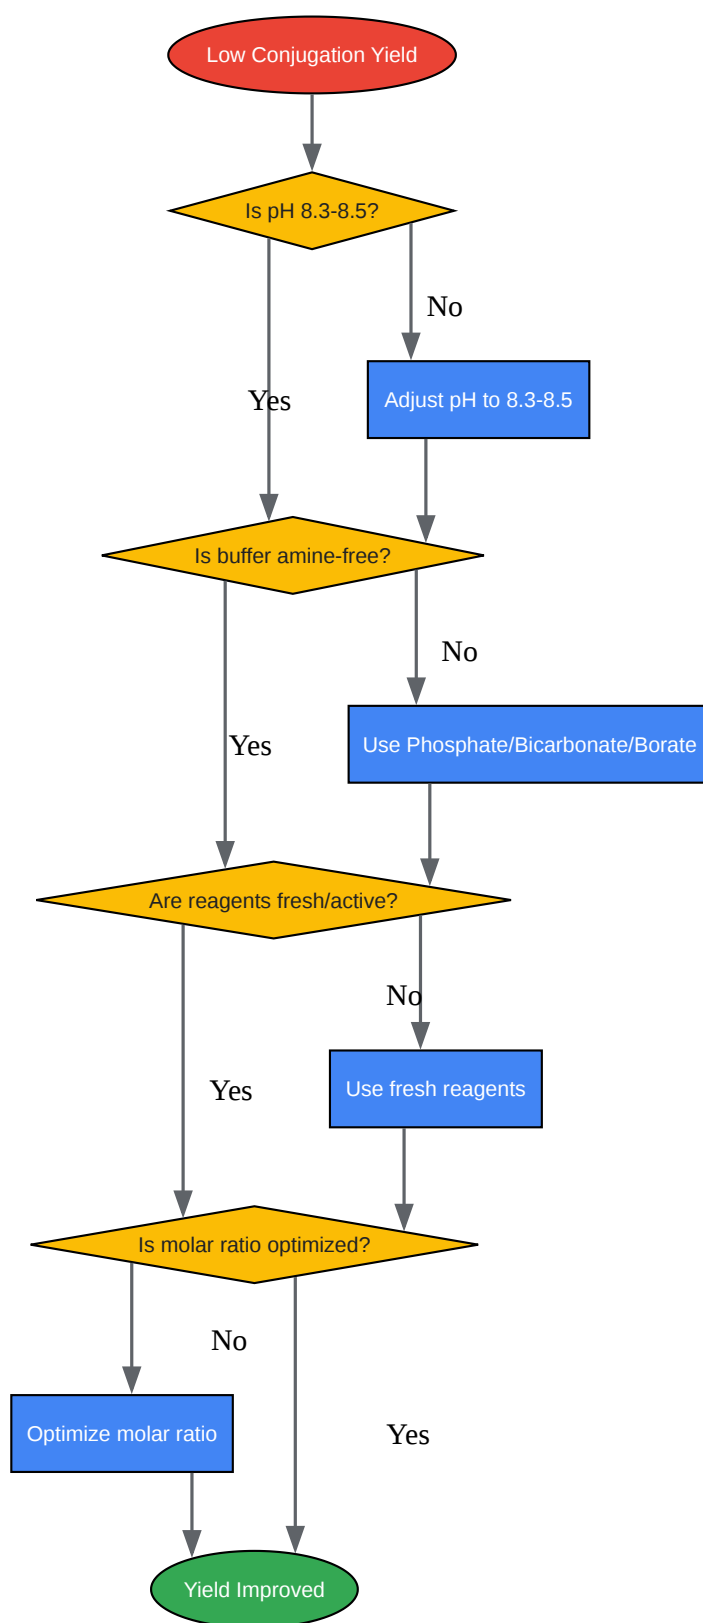 Low Conjugation Yield
Is pH 8.3-8.5?
No
Yes
Adjust pH to 8.3-8.5
Is buffer amine-free?
No
Yes
Use Phosphate/Bicarbonate/Borate
Are reagents fresh/active?
No
Yes
Use fresh reagents
Is molar ratio optimized?
No
Optimize molar ratio
Yes
Yield Improved